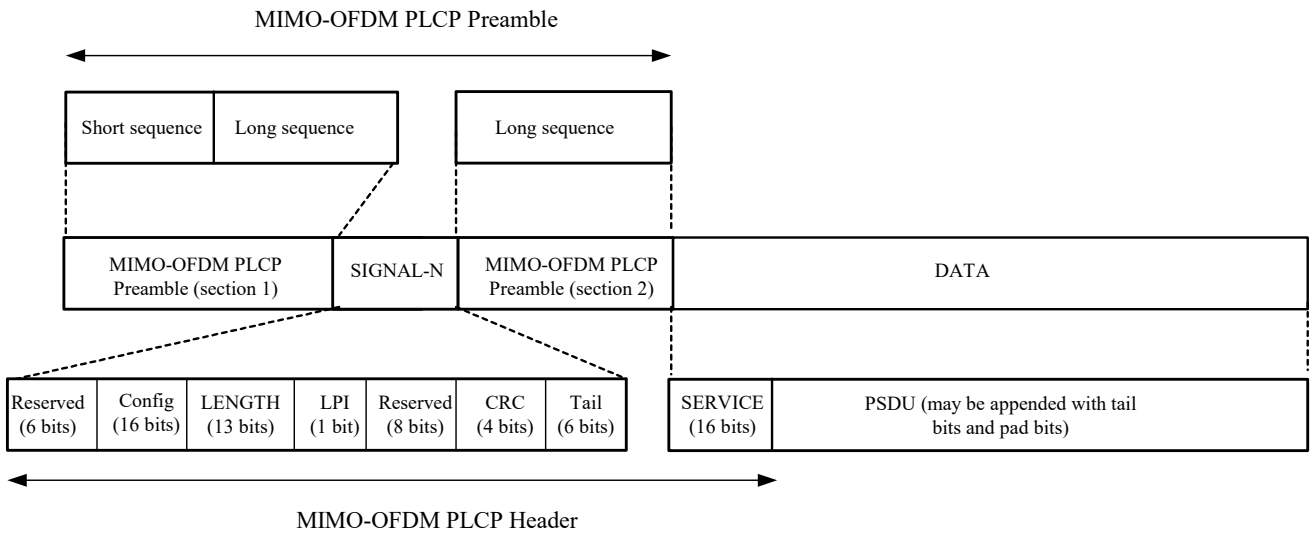 MIMO-OFDM PLCP Preamble
Short sequence
Long sequence
Long sequence
MIMO-OFDM PLCP
Preamble (section 1)
SIGNAL-N
MIMO-OFDM PLCP
Preamble (section 2)
DATA
Reserved
(6 bits)
Config
(16 bits)
LENGTH
(13 bits)
LPI
(1 bit)
Reserved
(8 bits)
CRC
(4 bits)
Tail
(6 bits)
SERVICE
(16 bits)
PSDU (may be appended with tail
bits and pad bits)
MIMO-OFDM PLCP Header